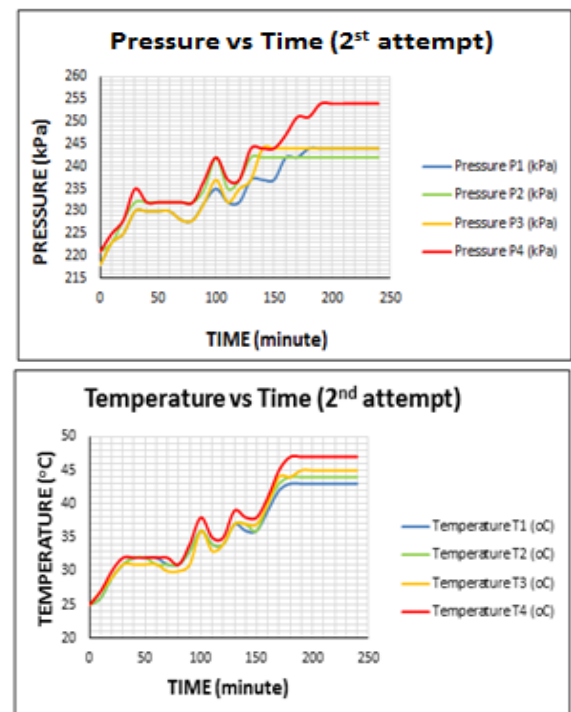 Pressure vs Time (2st attempt)
260
255
250
245
240
235
230
225
220
215
PRESSURE (kPa)
0 50 100 150 200 250
TIME (minute)
Pressure P1 (kPa)
Pressure P2 (kPa)
Pressure P3 (kPa)
Pressure P4 (kPa)
Temperature vs Time (2nd attempt)
50
45
40
35
30
25
20
TEMPERATURE (°C)
0 50 100 150 200 250
TIME (minute)
Temperature T1 (oC)
Temperature T2 (oC)
Temperature T3 (oC)
Temperature T4 (oC)